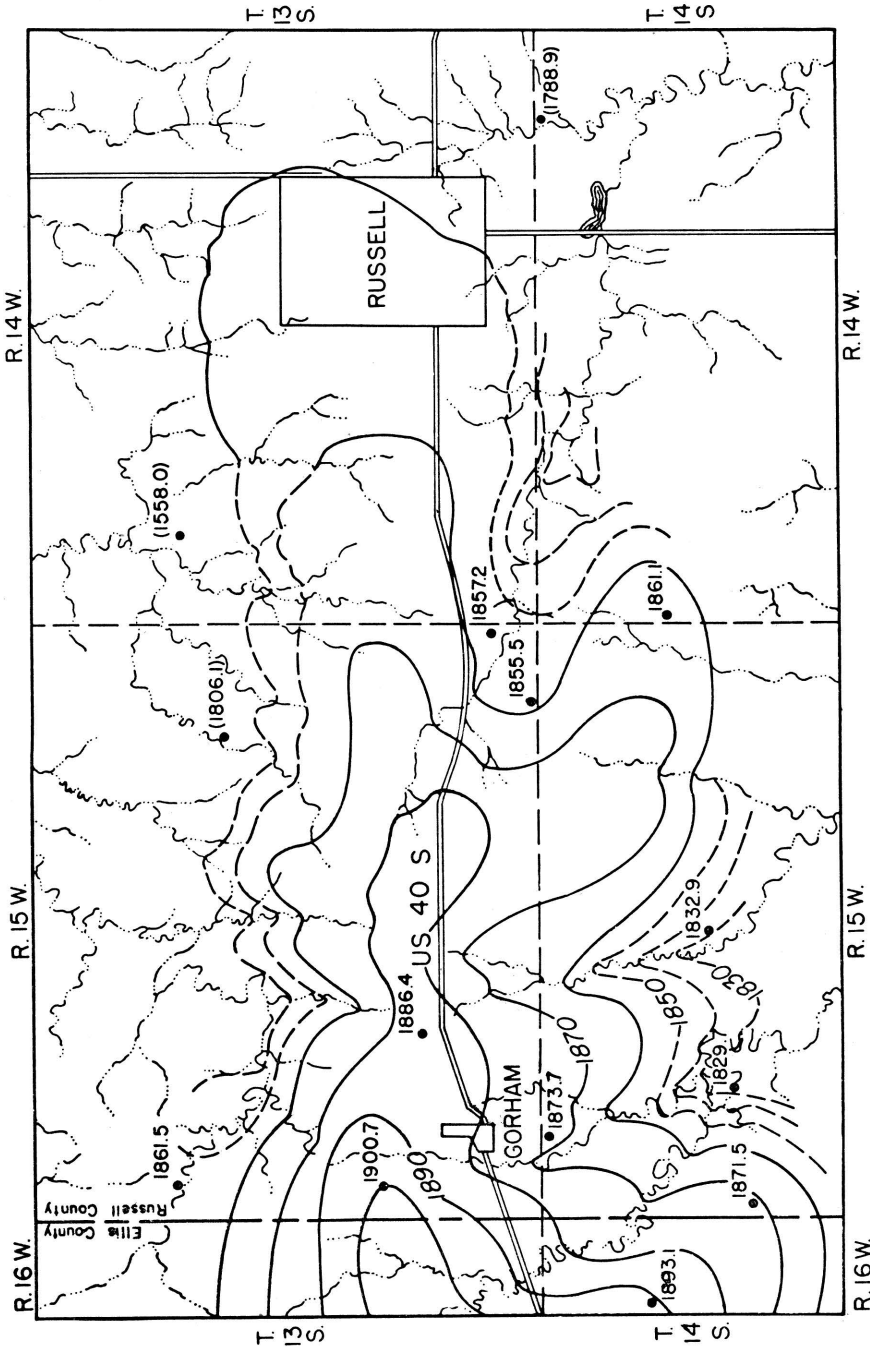 R. 16 W.
R. 15 W.
R. 14 W.
T.
13
S.
T.
13
S.
T.
14
S.
T.
14
S.
Ellis County
Russell County
1861.5
(1806.1)
(1558.0)
1900.7
1890
1886.4
US 40 S
RUSSELL
GORHAM
1873.7
1870
1855.5
1857.2
(1788.9)
1893.1
1871.5
1829.7
1850
1830
1832.9
1861.1
R. 16 W.
R. 15 W.
R. 14 W.